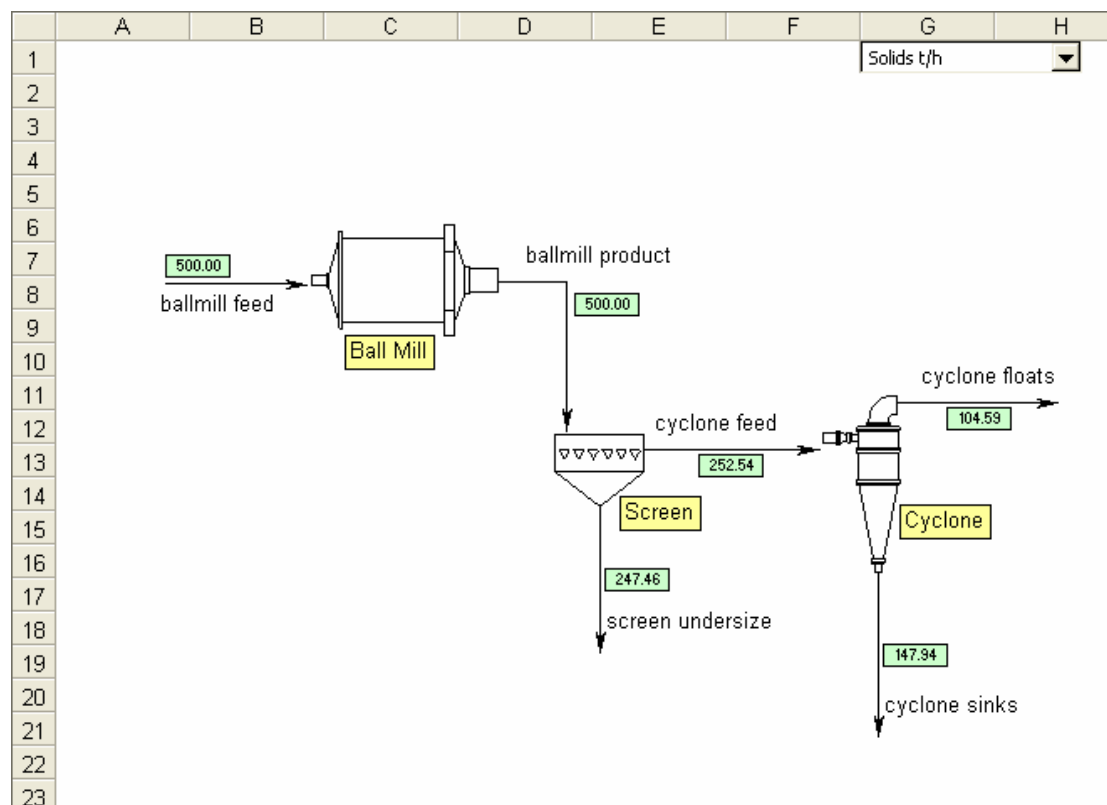 A B C D E F G H
1
Solids t/h
2
3
4
5
6
7
ballmill product
500.00
8
500.00
ballmill feed
9
10
Ball Mill
11
cyclone floats
104.59
12
cyclone feed
13
252.54
14
15
Screen
Cyclone
16
17
247.46
18
screen undersize
19
147.94
20
cyclone sinks
21
22
23